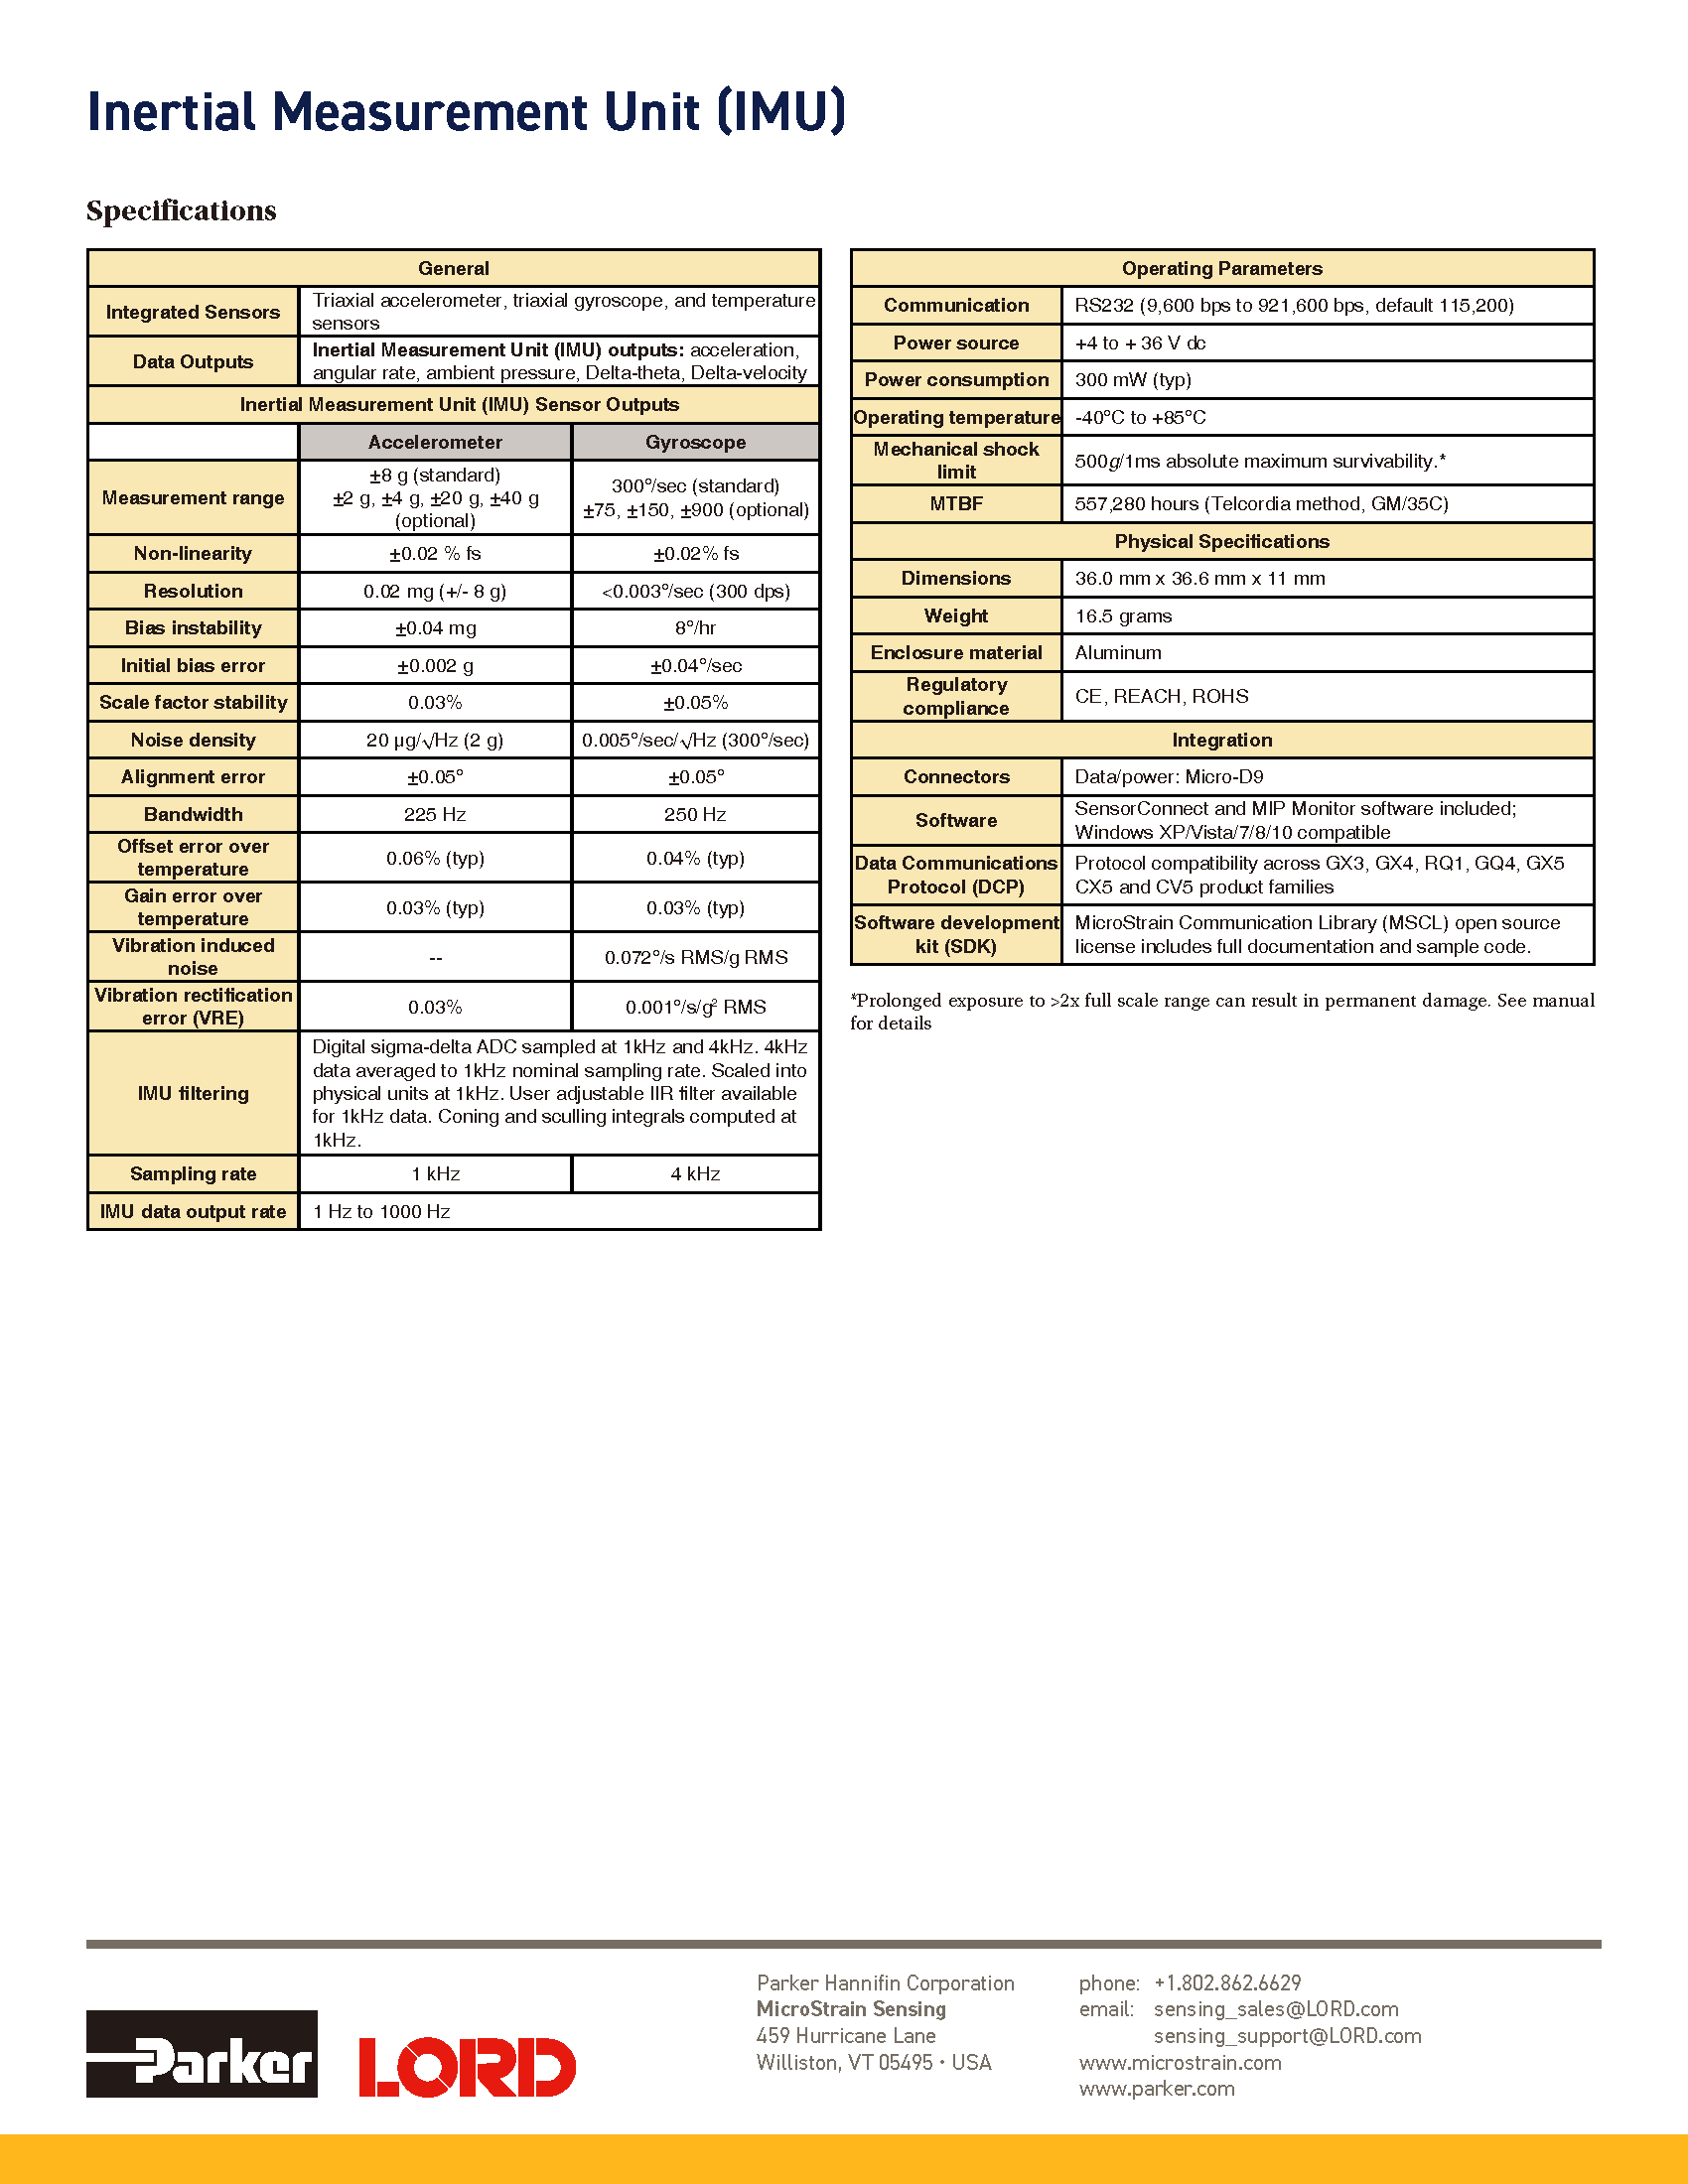 Inertial Measurement Unit (IMU)
Specifications
General
Integrated Sensors
Triaxial accelerometer, triaxial gyroscope, and temperature
sensors
Data Outputs
Inertial Measurement Unit (IMU) outputs: acceleration,
angular rate, ambient pressure, Delta-theta, Delta-velocity
Inertial Measurement Unit (IMU) Sensor Outputs
Accelerometer
Gyroscope
Measurement range
±8 g (standard)
±2 g, ±4 g, ±20 g, ±40 g
(optional)
300°/sec (standard)
±75, ±150, ±900 (optional)
Non-linearity
±0.02 % fs
±0.02% fs
Resolution
0.02 mg (+/- 8 g)
<0.003°/sec (300 dps)
Bias instability
±0.04 mg
8°/hr
Initial bias error
±0.002 g
±0.04°/sec
Scale factor stability
0.03%
±0.05%
Noise density
20 µg/√Hz (2 g)
0.005°/sec/√Hz (300°/sec)
Alignment error
±0.05°
±0.05°
Bandwidth
225 Hz
250 Hz
Offset error over
temperature
0.06% (typ)
0.04% (typ)
Gain error over
temperature
0.03% (typ)
0.03% (typ)
Vibration induced
noise
--
0.072°/s RMS/g RMS
Vibration rectification
error (VRE)
0.03%
0.001°/s/g² RMS
IMU filtering
Digital sigma-delta ADC sampled at 1kHz and 4kHz. 4kHz
data averaged to 1kHz nominal sampling rate. Scaled into
physical units at 1kHz. User adjustable IIR filter available
for 1kHz data. Coning and sculling integrals computed at
1kHz.
Sampling rate
1 kHz
4 kHz
IMU data output rate
1 Hz to 1000 Hz
Operating Parameters
Communication
RS232 (9,600 bps to 921,600 bps, default 115,200)
Power source
+4 to + 36 V dc
Power consumption
300 mW (typ)
Operating temperature
-40°C to +85°C
Mechanical shock
limit
500g/1ms absolute maximum survivability.*
MTBF
557,280 hours (Telcordia method, GM/35C)
Physical Specifications
Dimensions
36.0 mm x 36.6 mm x 11 mm
Weight
16.5 grams
Enclosure material
Aluminum
Regulatory
compliance
CE, REACH, ROHS
Integration
Connectors
Data/power: Micro-D9
Software
SensorConnect and MIP Monitor software included;
Windows XP/Vista/7/8/10 compatible
Data Communications
Protocol (DCP)
Protocol compatibility across GX3, GX4, RQ1, GQ4, GX5
CX5 and CV5 product families
Software development
kit (SDK)
MicroStrain Communication Library (MSCL) open source
license includes full documentation and sample code.
*Prolonged exposure to >2x full scale range can result in permanent damage. See manual
for details
Parker
LORD
Parker Hannifin Corporation
MicroStrain Sensing
459 Hurricane Lane
Williston, VT 05495 • USA
phone: +1.802.862.6629
email: sensing_sales@LORD.com
sensing_support@LORD.com
www.microstrain.com
www.parker.com